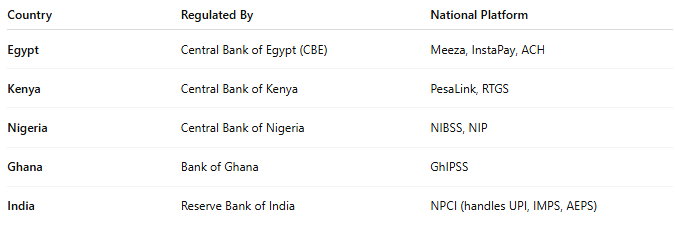 Country Regulated By National Platform
Egypt Central Bank of Egypt (CBE) Meeza, InstaPay, ACH
Kenya Central Bank of Kenya PesaLink, RTGS
Nigeria Central Bank of Nigeria NIBSS, NIP
Ghana Bank of Ghana GhIPSS
India Reserve Bank of India NPCI (handles UPI, IMPS, AEPS)